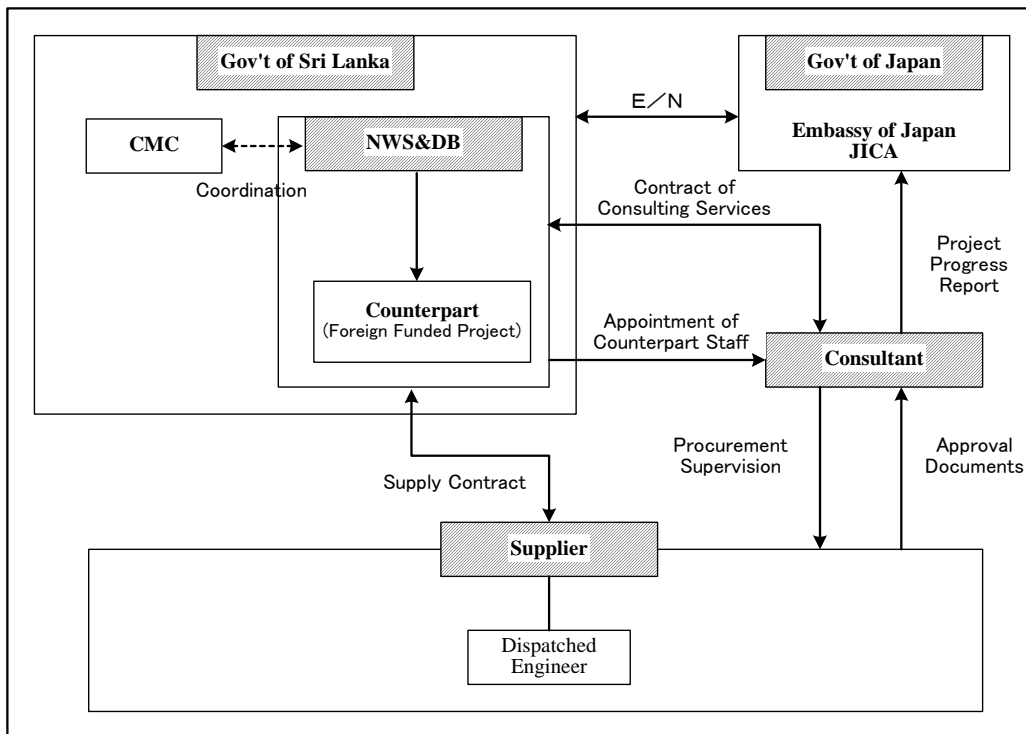 Gov't of Sri Lanka
Gov't of Japan
E／N
CMC
NWS&DB
Embassy of Japan
JICA
Coordination
Contract of
Consulting Services
Project
Progress
Report
Counterpart
(Foreign Funded Project)
Appointment of
Counterpart Staff
Consultant
Procurement
Supervision
Approval
Documents
Supply Contract
Supplier
Dispatched
Engineer